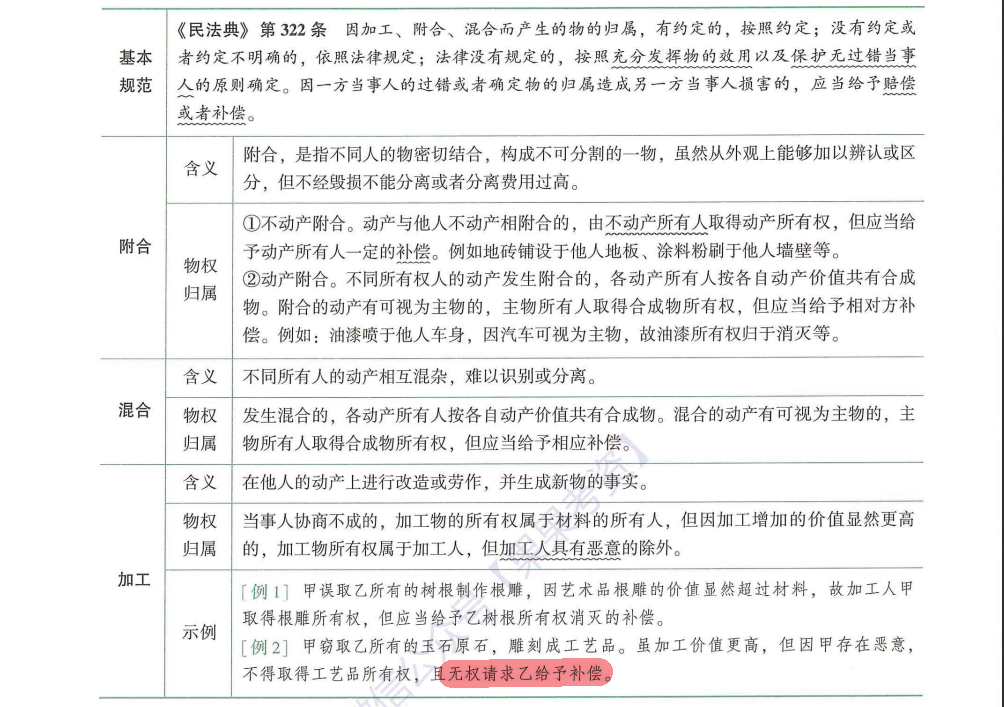 基本规范
《民法典》第322条 因加工、附合、混合而产生的物的归属，有约定的，按照约定；没有约定或
者约定不明确的，依照法律规定；法律没有规定的，按照充分发挥物的效用以及保护无过错当事
人的原则确定。因一方当事人的过错或者确定物的归属造成另一方当事人损害的，应当给予赔偿
或者补偿。
附合
含义
附合，是指不同人的物密切结合，构成不可分割的一物，虽然从外观上能够加以辨认或区
分，但不经毁损不能分离或者分离费用过高。
物权
归属
①不动产附合。动产与他人不动产相附合的，由不动产所有人取得动产所有权，但应当给
予动产所有人一定的补偿。例如地砖铺设于他人地板、涂料粉刷于他人墙壁等。
②动产附合。不同所有权人的动产发生附合的，各动产所有人按各自动产价值共有合成
物。附合的动产有可视为主物的，主物所有人取得合成物所有权，但应当给予相对方补
偿。例如：油漆喷于他人车身，因汽车可视为主物，故油漆所有权归于消灭等。
混合
含义
不同所有人的动产相互混杂，难以识别或分离。
物权
归属
发生混合的，各动产所有人按各自动产价值共有合成物。混合的动产有可视为主物的，主
物所有人取得合成物所有权，但应当给予相应补偿。
加工
含义
在他人的动产上进行改造或劳作，并生成新物的事实。
物权
归属
当事人协商不成的，加工物的所有权属于材料的所有人，但因加工增加的价值显然更高
的，加工物所有权属于加工人，但加工人具有恶意的除外。
示例
［例1］甲误取乙所有的树根制作根雕，因艺术品根雕的价值显然超过材料，故加工人甲
取得根雕所有权，但应当给予乙树根所有权消灭的补偿。
［例2］甲窃取乙所有的玉石原石，雕刻成工艺品。虽加工价值更高，但因甲存在恶意，
不得取得工艺品所有权，且无权请求乙给予补偿。
信公众号【果果考资】